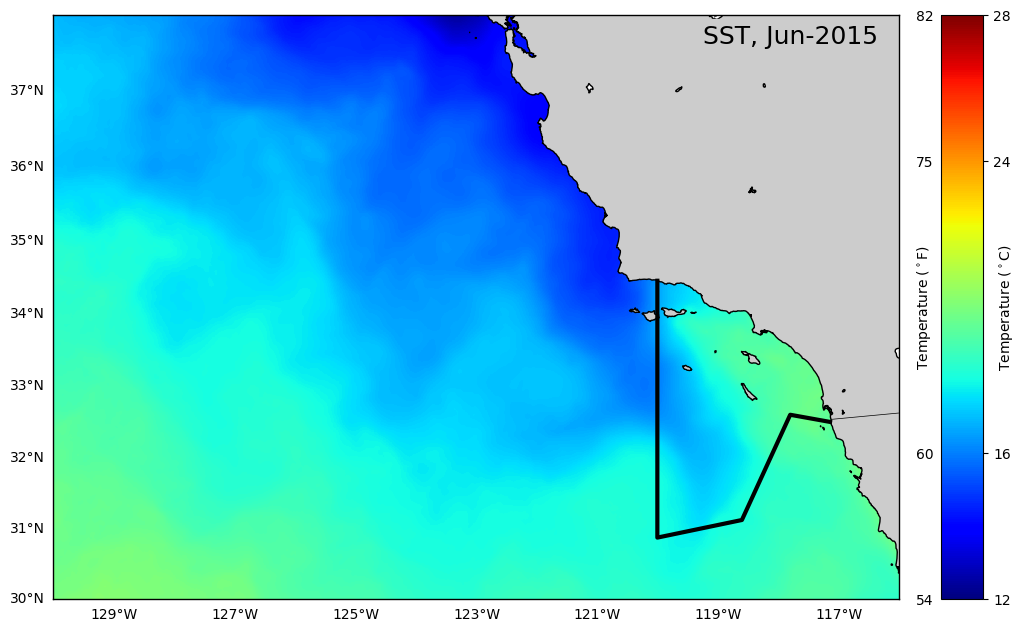 SST, Jun-2015
37°N
36°N
35°N
34°N
33°N
32°N
31°N
30°N
129°W
127°W
125°W
123°W
121°W
119°W
117°W
82
75
60
54
Temperature (°F)
28
24
16
12
Temperature (°C)